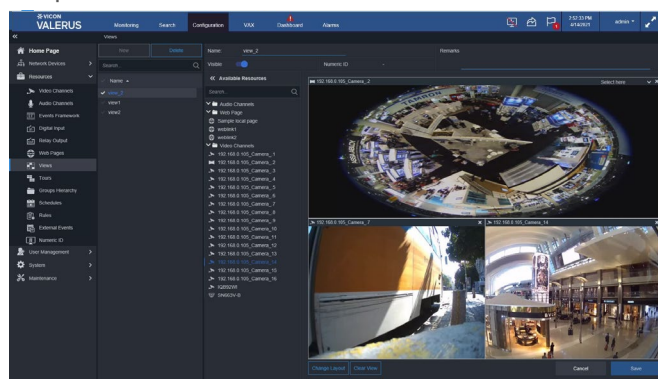 VICON
VALERUS
Monitoring
Search
Configuration
VAX
Dashboard
Alarms
2:52:33 PM
4/14/2021
admin
Home Page
Network Devices
Resources
Video Channels
Audio Channels
Events Framework
Digital Input
Relay Output
Web Pages
Views
Tours
Groups Hierarchy
Schedules
Rules
External Events
Numeric ID
User Management
System
Maintenance
Views
New
Delete
Search...
Name
view_2
view1
view2
Name:
view_2
Remarks
Visible
Numeric ID
-
Available Resources
Search...
Audio Channels
Web Page
Sample local page
weblink1
weblink2
Video Channels
192.168.0.105_Camera_1
192.168.0.105_Camera_2
192.168.0.105_Camera_3
192.168.0.105_Camera_4
192.168.0.105_Camera_5
192.168.0.105_Camera_6
192.168.0.105_Camera_7
192.168.0.105_Camera_8
192.168.0.105_Camera_9
192.168.0.105_Camera_10
192.168.0.105_Camera_11
192.168.0.105_Camera_12
192.168.0.105_Camera_13
192.168.0.105_Camera_14
192.168.0.105_Camera_15
192.168.0.105_Camera_16
192.168.0.105_Camera_2
Select here
TAMRON
192.168.0.105_Camera_7
192.168.0.105_Camera_14
Change Layout
Clear View
Cancel
Save